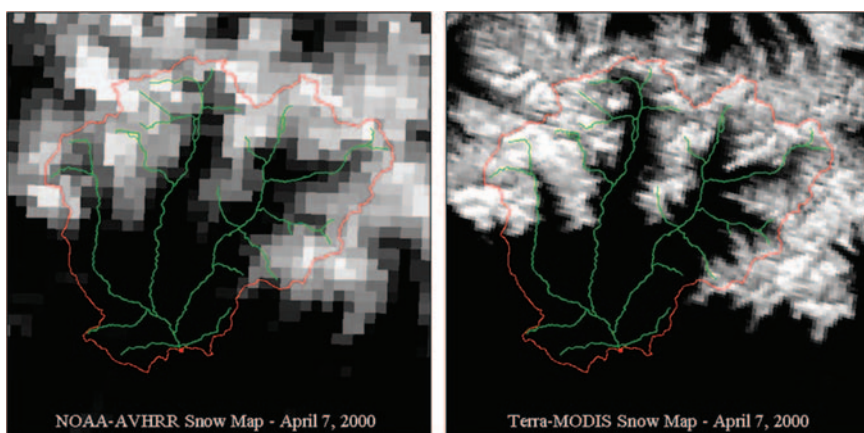 NOAA-AVHRR Snow Map - April 7, 2000
Terra-MODIS Snow Map - April 7, 2000